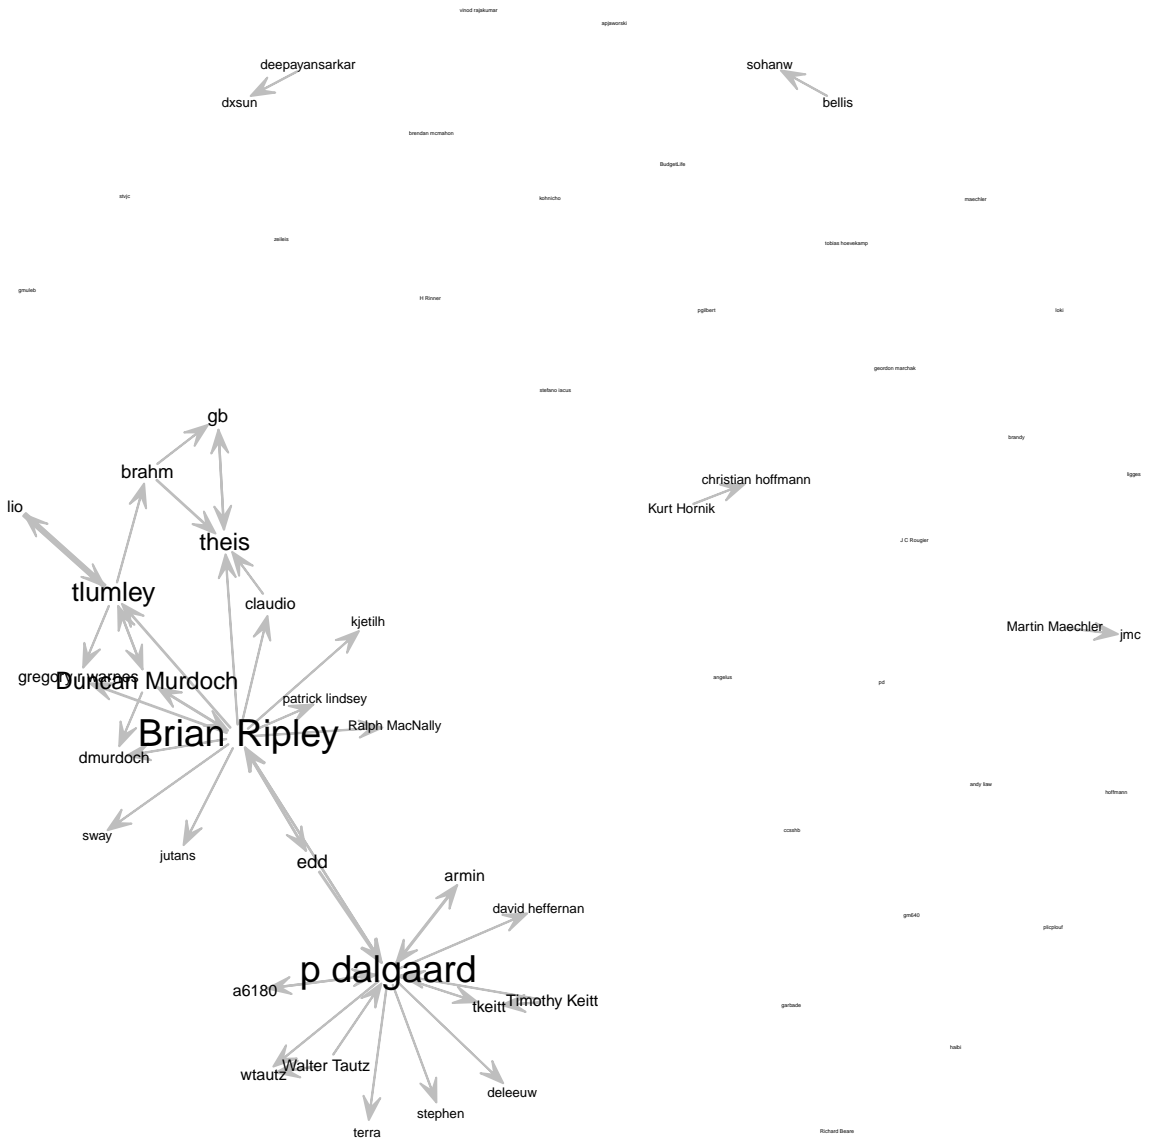 vinod rajakumar
apjaworski
deepayansarkar
sohanw
dxsun
bellis
brendan mcmahon
BudgetLife
stvjc
kohnicho
maechler
zeileis
tobias hoevekamp
gmuleb
H Rinner
pgilbert
loki
geordon marchak
stefano iacus
gb
brandy
brahm
ligges
christian hoffmann
lio
Kurt Hornik
theis
J C Rougier
tlumley
claudio
kjetilh
Martin Maechler
jmc
gregory r warnes
Duncan Murdoch
angelus
pd
patrick lindsey
Ralph MacNally
Brian Ripley
dmurdoch
andy liaw
hoffmann
ccashb
sway
jutans
edd
armin
david heffernan
gm640
plicplouf
p dalgaard
a6180
tkeitt
Timothy Keitt
garbade
haibi
Walter Tautz
wtautz
deleeuw
stephen
terra
Richard Beare